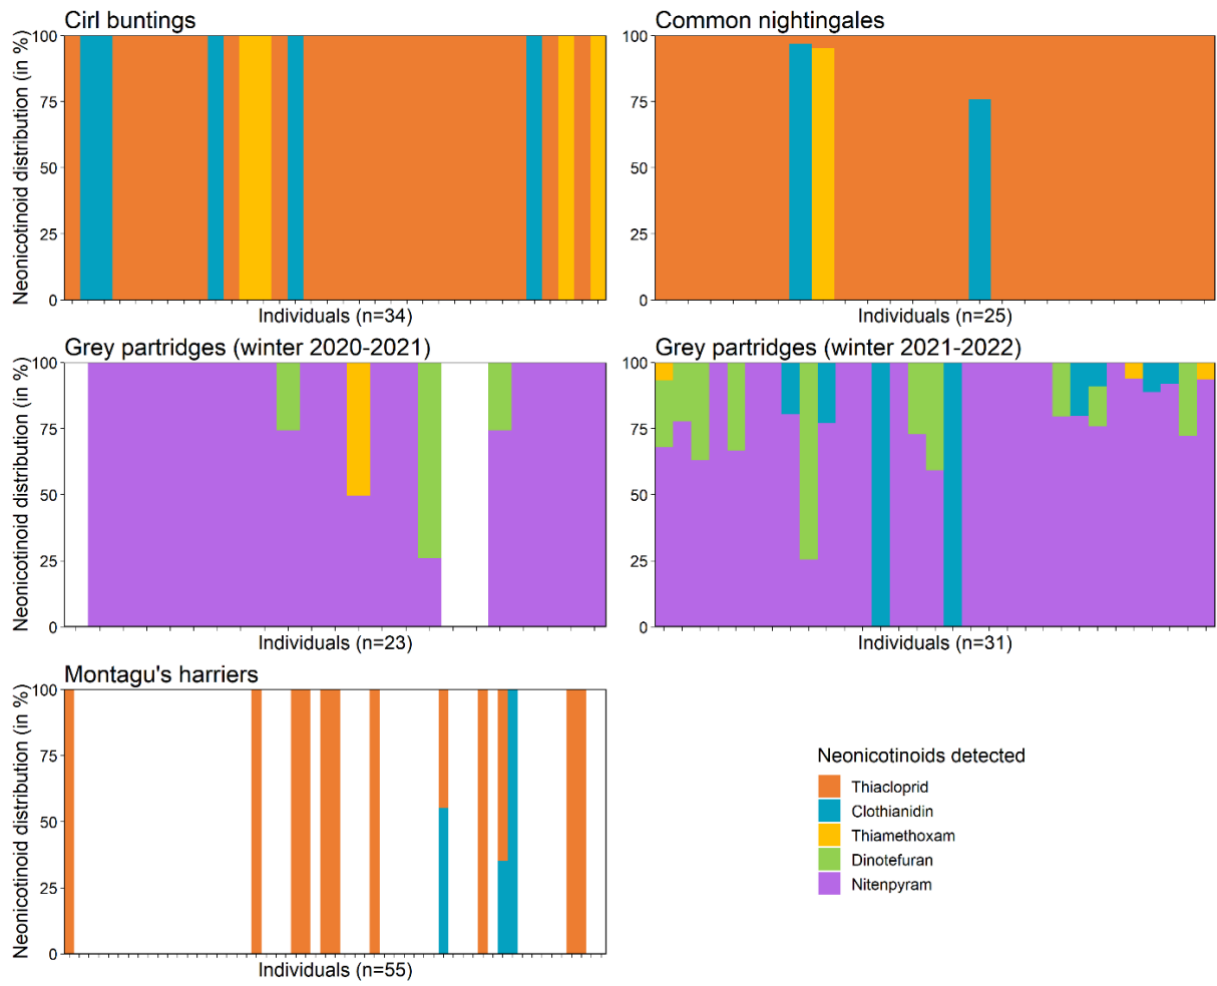 Cirl buntings
Neonicotinoid distribution (in %)
100
75
50
25
0
Individuals (n=34)
Common nightingales
100
75
50
25
0
Individuals (n=25)
Grey partridges (winter 2020-2021)
Neonicotinoid distribution (in %)
100
75
50
25
0
Individuals (n=23)
Grey partridges (winter 2021-2022)
100
75
50
25
0
Individuals (n=31)
Montagu's harriers
Neonicotinoid distribution (in %)
100
75
50
25
0
Individuals (n=55)
Neonicotinoids detected
Thiacloprid
Clothianidin
Thiamethoxam
Dinotefuran
Nitenpyram